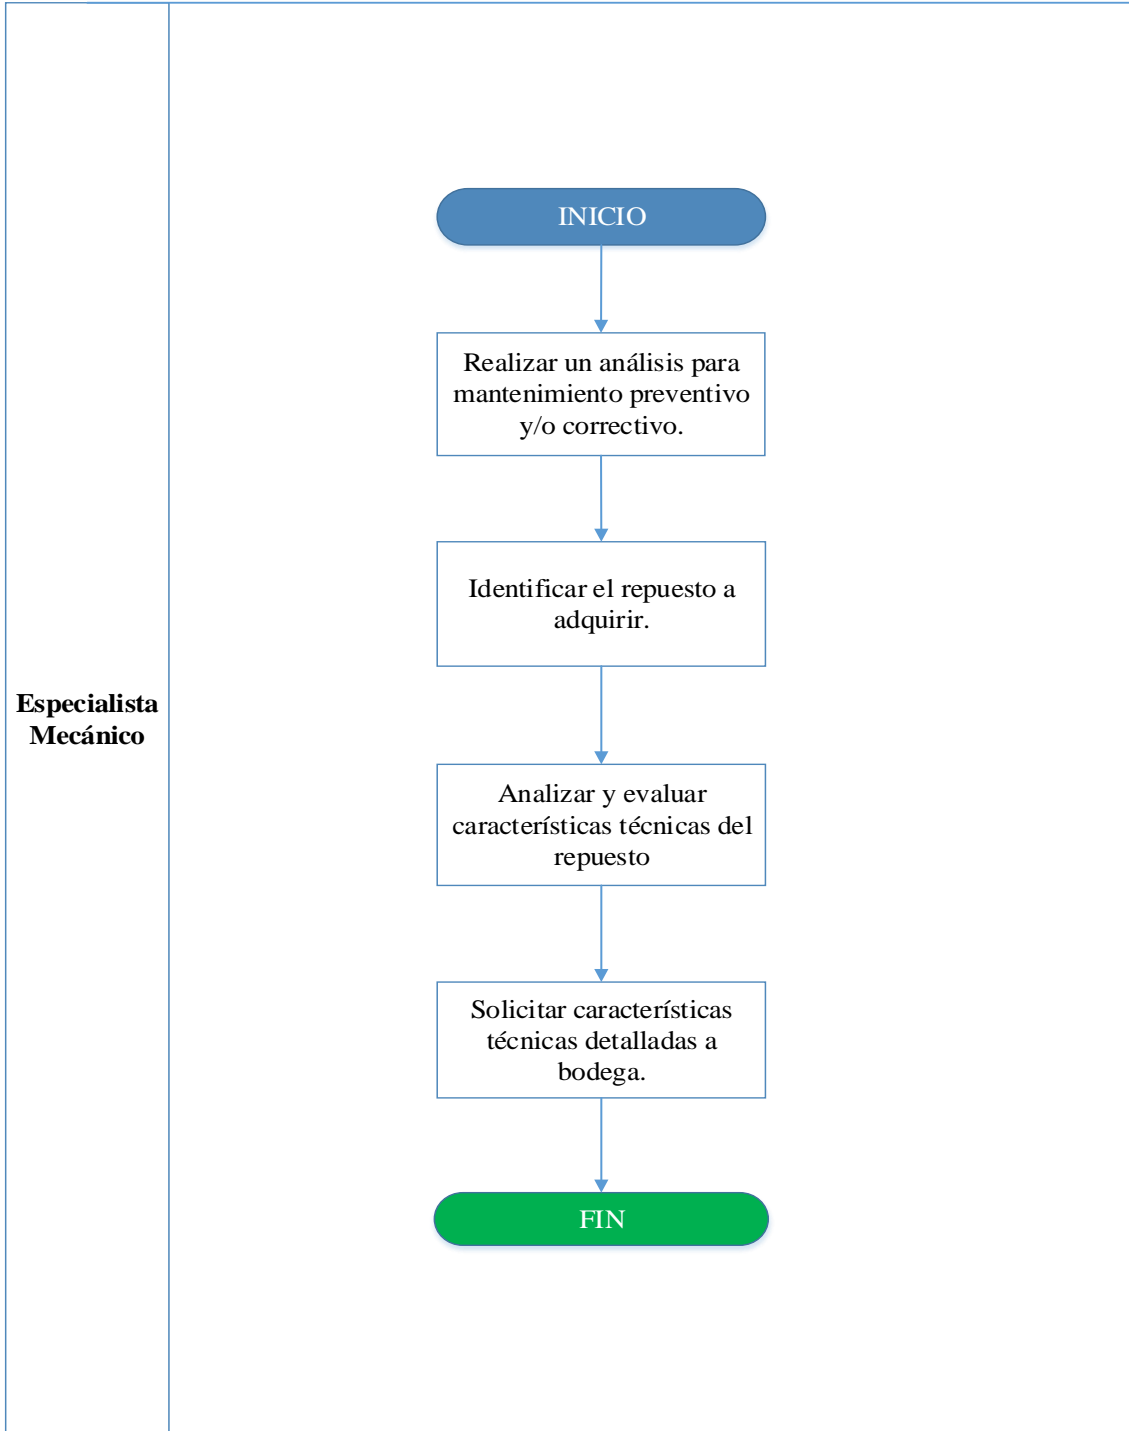 INICIO
Realizar un análisis para
mantenimiento preventivo
y/o correctivo.
Identificar el repuesto a
adquirir.
Especialista
Mecánico
Analizar y evaluar
características técnicas del
repuesto
Solicitar características
técnicas detalladas a
bodega.
FIN